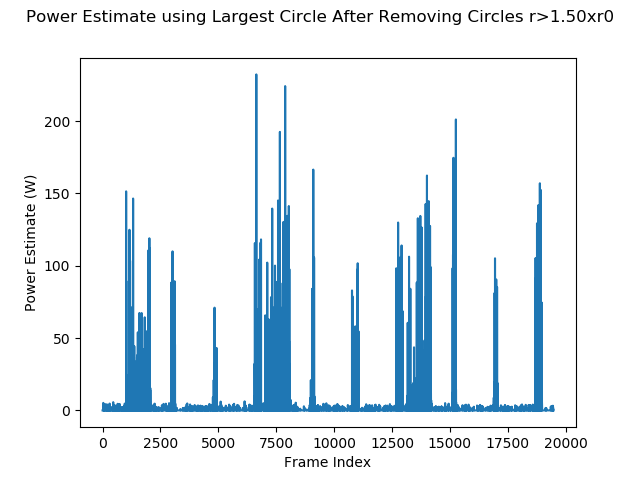 Power Estimate using Largest Circle After Removing Circles r>1.50xr0
Power Estimate (W)
200
150
100
50
0
0 2500 5000 7500 10000 12500 15000 17500 20000
Frame Index